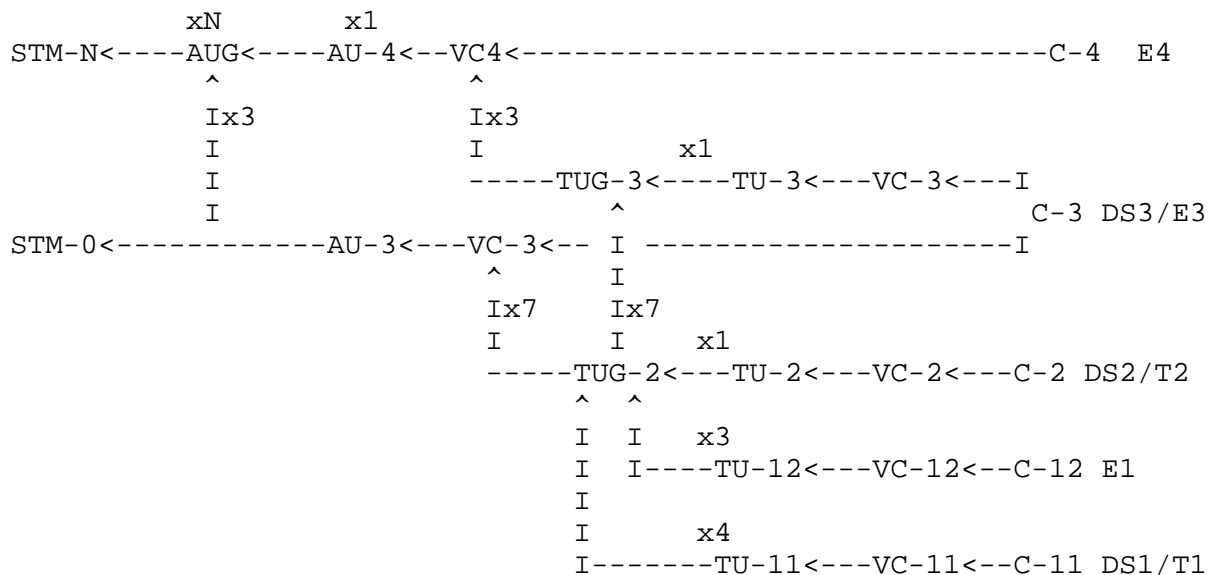 xN         x1
STM-N<----AUG<----AU-4<--VC4<------------------------------C-4  E4
           ^              ^
           Ix3            Ix3
           I              I           x1
           I              -----TUG-3<----TU-3<---VC-3<---I
           I                      ^                       C-3 DS3/E3
STM-0<------------AU-3<---VC-3<-- I ---------------------I
                           ^      I
                           Ix7    Ix7
                           I      I    x1
                           -----TUG-2<---TU-2<---VC-2<---C-2 DS2/T2
                                ^  ^
                                I  I   x3
                                I  I----TU-12<---VC-12<--C-12 E1
                                I
                                I      x4
                                I-------TU-11<---VC-11<--C-11 DS1/T1